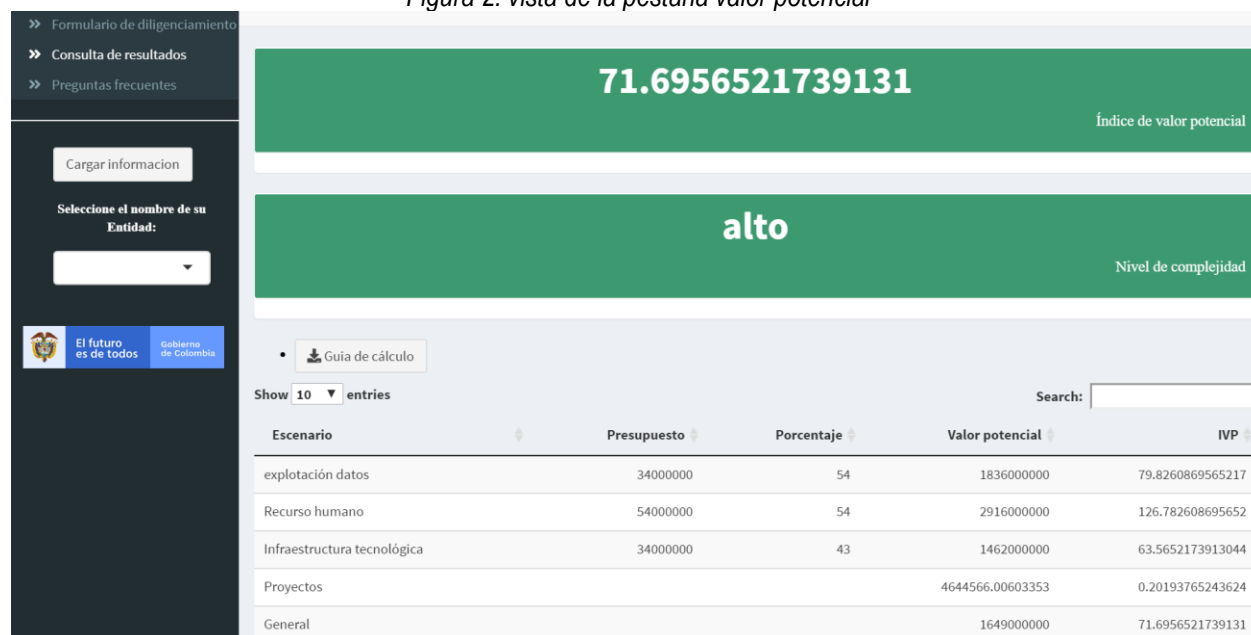 Figura 2. vista de la pestaña valor potencial
Formulario de diligenciamiento
Consulta de resultados
Preguntas frecuentes
Cargar informacion
Seleccione el nombre de su
Entidad:
El futuro
es de todos
Gobierno
de Colombia
71.6956521739131
Índice de valor potencial
alto
Nivel de complejidad
Guia de cálculo
Show 10 entries
Search:
Escenario Presupuesto Porcentaje Valor potencial IVP
explotación datos 34000000 54 1836000000 79.8260869565217
Recurso humano 54000000 54 2916000000 126.782608695652
Infraestructura tecnológica 34000000 43 1462000000 63.5652173913044
Proyectos 4644566.00603353 0.20193765243624
General 1649000000 71.6956521739131